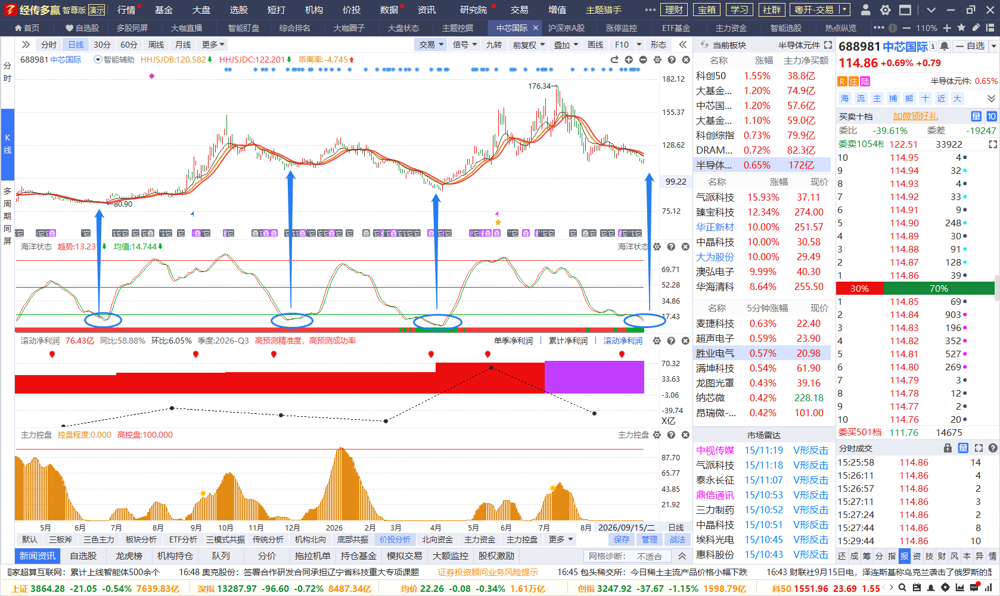 经传多赢 智尊版 演示 行情 基金 大盘 选股 短打 机构 价投 数据 资讯 研究院 交易 增值 主题猎手 理财 宝箱 学习 社群 粤开-交易
首页 自选股 多股同屏 大咖直播 智能盯盘 综合排名 大咖圈子 大盘状态 主题挖掘 中芯国际 沪深京A股 涨停监控 ETF基金 主力资金 智能选股 热点纵览 110%
分时 日线 30分 60分 周线 月线 更多 交易 信号 九转 前复权 叠加 画线 F10 形态
分时
K线
多周期同屏
688981 中芯国际 智能辅助 HHJSJDB:120.582 HHJSJDC:122.201 乖离率:-4.745
176.34
80.90
182.12
155.37
128.62
99.22
75.12
海洋状态 趋势:13.23 均值:14.744 海洋状态
69.71
52.28
34.86
17.43
滚动净利润 76.43亿 同比:58.88% 环比:6.05% 季度:2026-Q3 高预测精准度，高预测成功率 单季净利润 累计净利润 滚动净利润
70.32
33.63
-3.06
-39.74
X亿
主力控盘 控盘程度:0.000 高控盘:100.000 主力控盘
87.70
65.77
43.85
21.92
5月 6月 7月 8月 9月 10月 11月 12月 2026 2月 3月 4月 5月 6月 7月 8月 2026/09/15/二 日线
默认 三板斧 三色主力 板块分析 ETF分析 三模式共振 传统分析 机构北向 底部共振 价投分析 北向资金 主力资金 主力控盘 更多 保存 管理 战法
新闻资讯 自选股 龙虎榜 机构持仓 队列 分价 拖拉机单 持仓基金 模拟交易 大额监控 股权激励 网格诊断： 不适合
当前板块 半导体元件
名称 涨幅 主力净买额
科创50 1.55% 38.8亿
大基金... 1.20% 74.9亿
中芯国... 1.20% 57.6亿
大基金... 1.10% 59.0亿
科创综指 0.73% 79.9亿
DRAM... 0.72% 82.3亿
半导体... 0.65% 172亿
名称 涨幅 现价
气派科技 15.93% 37.11
臻宝科技 12.34% 274.00
华正新材 10.00% 251.57
中晶科技 10.00% 30.58
大为股份 10.00% 29.49
澳弘电子 9.99% 40.30
华海清科 8.64% 255.50
名称 5分钟涨幅 现价
麦捷科技 0.63% 22.40
超声电子 0.59% 23.90
胜业电气 0.57% 20.98
满坤科技 0.54% 61.90
龙图光罩 0.43% 39.16
纳芯微 0.42% 228.18
昂瑞微-... 0.42% 101.00
市场雷达
中视传媒 15/11:19 V形反击
气派科技 15/11:18 V形反击
泰永长征 15/11:07 V形反击
鼎信通讯 15/10:53 V形反击
三力制药 15/10:52 V形反击
中晶科技 15/10:51 V形反击
埃科光电 15/10:45 V形反击
惠科股份 15/10:43 V形反击
688981 中芯国际 自选
114.86 +0.69% +0.79
R 注 陆 半导体元件: 0.65%
海 流 主 捕 熊 十 近 大
买卖十档 加微领好礼 量 10
委比 -39.61% 委差 -19247
委卖1054档 122.51 33922
10 114.95 4
9 114.94 32
8 114.93 4
7 114.92 33
6 114.91 9
5 114.90 248
4 114.89 30
3 114.88 91
2 114.87 128
1 114.86 39
30% 70%
1 114.85 69
2 114.84 903
3 114.83 196
4 114.82 352
5 114.81 527
6 114.80 269
7 114.79 3
8 114.78 12
9 114.77 2
10 114.76 20
委买501档 111.76 14675
分时成交 量
15:25:58 114.86 14
15:26:11 114.86 4
15:26:57 114.86 2
15:27:11 114.86 3
15:27:24 114.86 2
15:27:44 114.86 8
15:29:44 114.86 10
还 成 筹 分 指 报 资 技 财 风 本 异 情
国家超算互联网：累计上线智能体500余个 16:48 奥克股份：签署合作研发合同承担辽宁省科技重大专项课题 证券投资顾问业务风险提示 16:45 包头稀交所：今日稀土主流产品价格小幅下跌 16:43 财联社9月15日电，泽连斯基称乌克兰袭击了俄罗斯的
上证 3864.28 -21.05 -0.54% 7639.83亿 深指 13287.97 -96.60 -0.72% 8487.34亿 均价 22.26 -0.08 -0.34% 1.61万亿 创指 3247.92 -37.67 -1.15% 1598.79亿 科50 1551.96 23.69 1.55